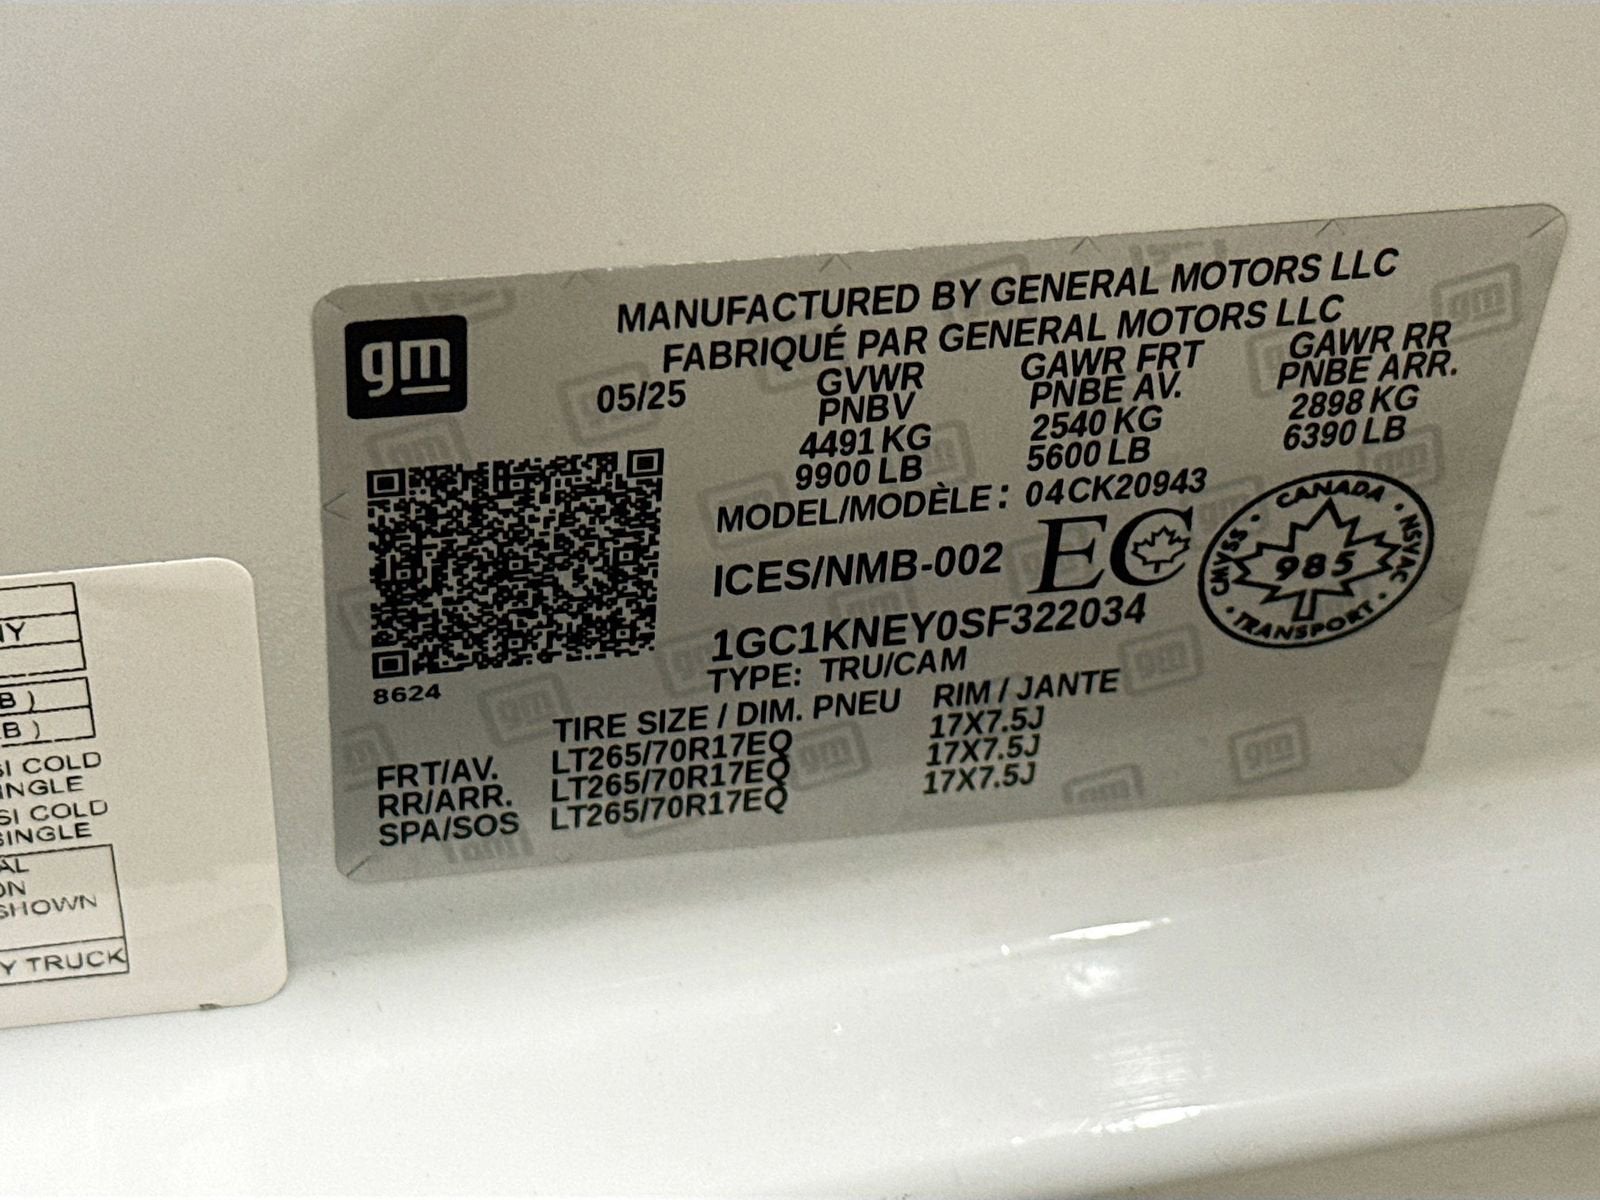 gm
MANUFACTURED BY GENERAL MOTORS LLC
FABRIQUÉ PAR GENERAL MOTORS LLC
05/25
GVWR
PNBV
4491 KG
9900 LB
GAWR FRT
PNBE AV.
2540 KG
5600 LB
GAWR RR
PNBE ARR.
2898 KG
6390 LB
MODEL/MODÈLE : 04CK20943
ICES/NMB-002 EC
CANADA · NSVAC · TRANSPORT · CMVSS ·
985
1GC1KNEY0SF322034
TYPE: TRU/CAM
8624
TIRE SIZE / DIM. PNEU RIM / JANTE
FRT/AV. LT265/70R17EQ 17X7.5J
RR/ARR. LT265/70R17EQ 17X7.5J
SPA/SOS LT265/70R17EQ 17X7.5J
NY
B )
B )
SI COLD
INGLE
SI COLD
SINGLE
AL
ON
SHOWN
Y TRUCK